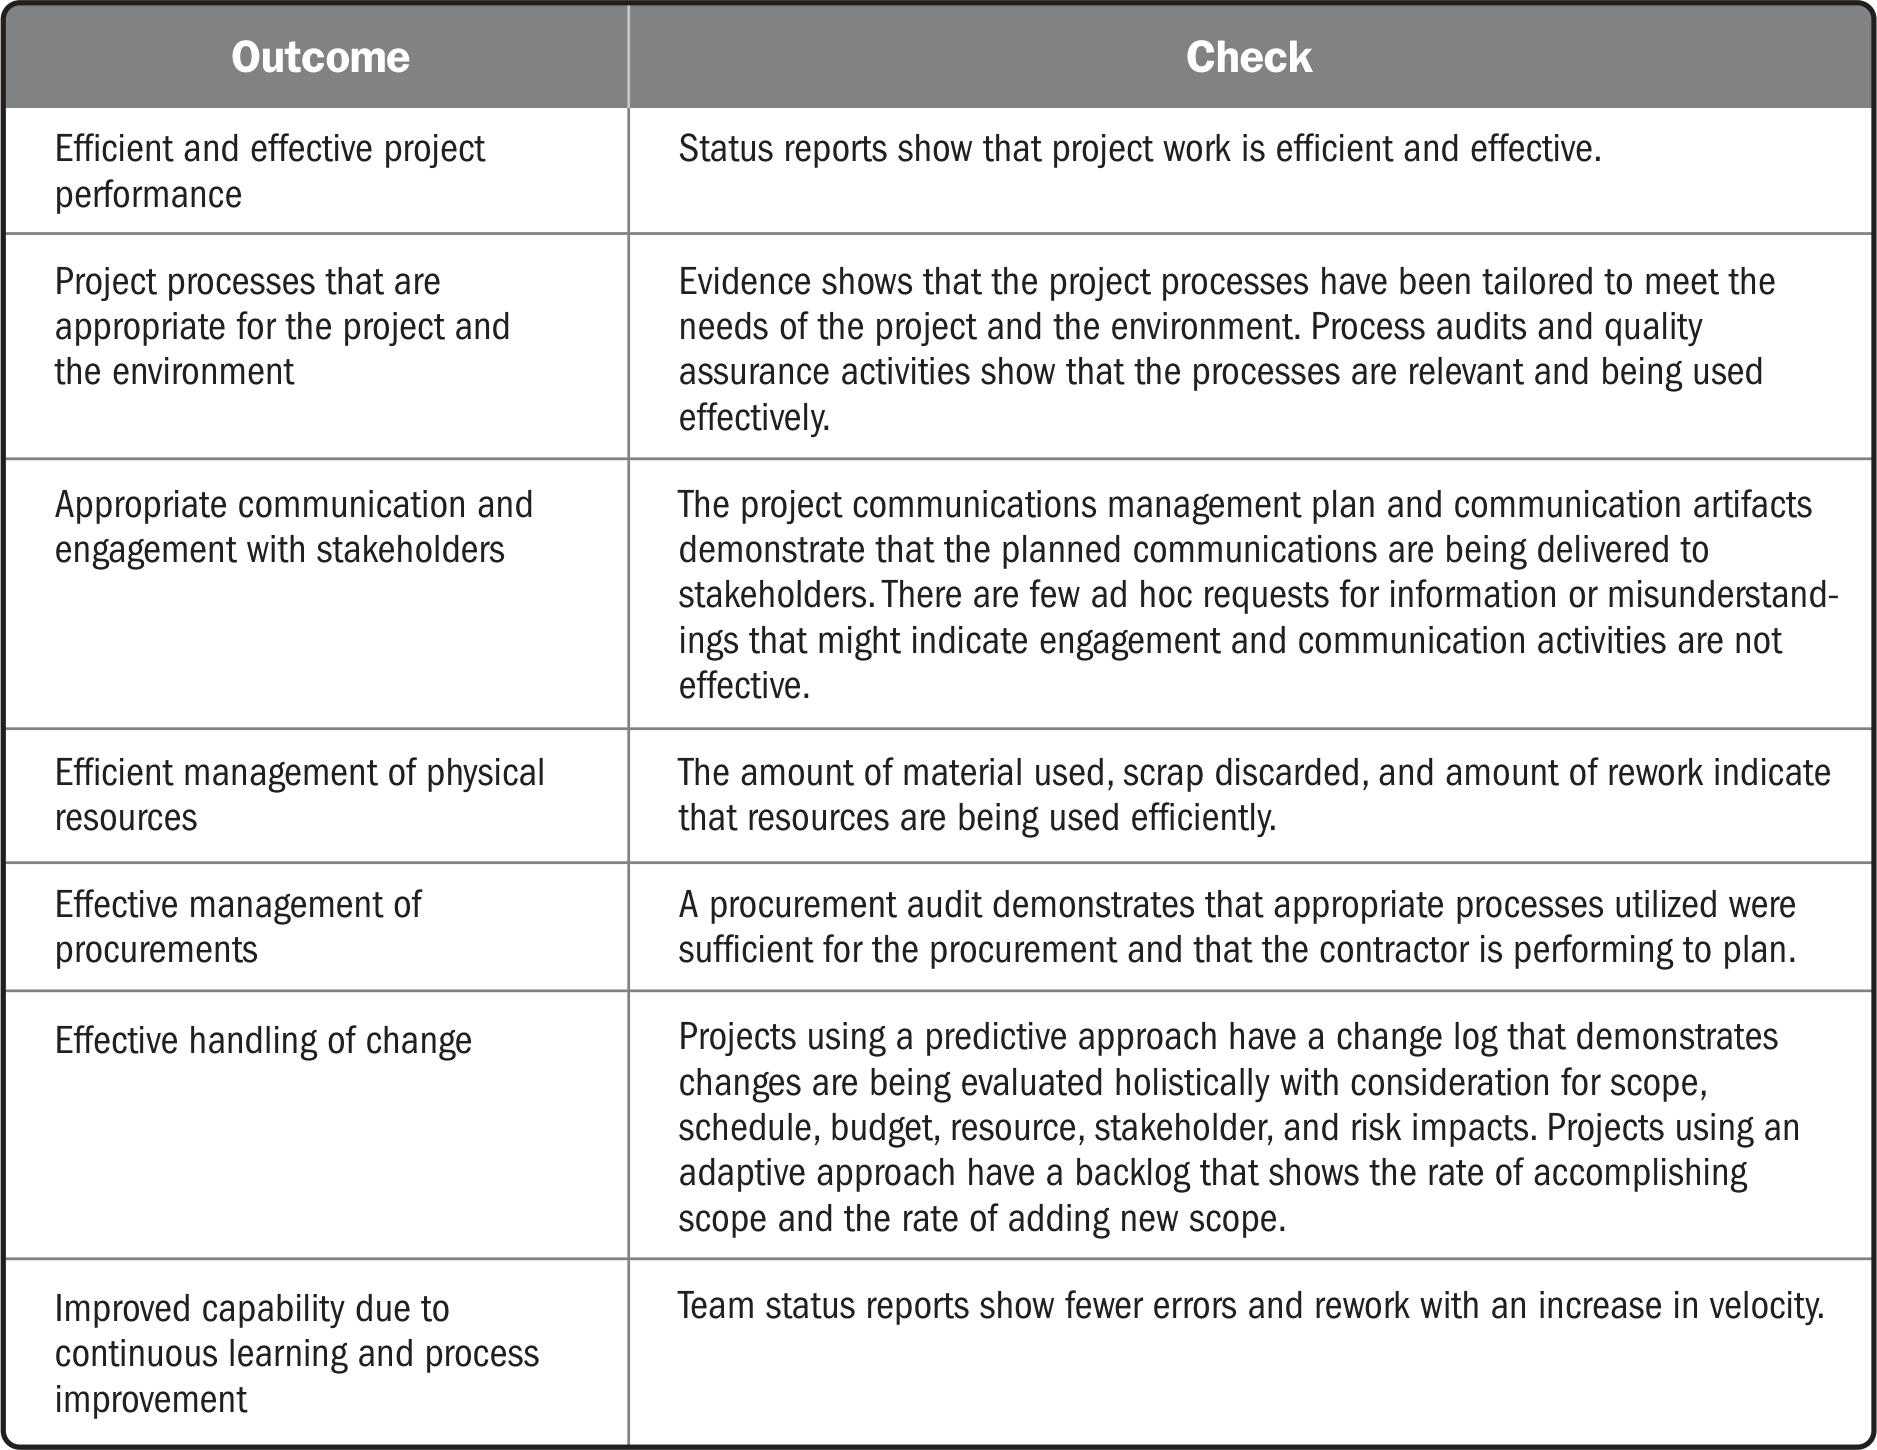 Outcome
Check
Efficient and effective project
performance
Status reports show that project work is efficient and effective.
Project processes that are
appropriate for the project and
the environment
Evidence shows that the project processes have been tailored to meet the
needs of the project and the environment. Process audits and quality
assurance activities show that the processes are relevant and being used
effectively.
Appropriate communication and
engagement with stakeholders
The project communications management plan and communication artifacts
demonstrate that the planned communications are being delivered to
stakeholders. There are few ad hoc requests for information or misunderstand-
ings that might indicate engagement and communication activities are not
effective.
Efficient management of physical
resources
The amount of material used, scrap discarded, and amount of rework indicate
that resources are being used efficiently.
Effective management of
procurements
A procurement audit demonstrates that appropriate processes utilized were
sufficient for the procurement and that the contractor is performing to plan.
Effective handling of change
Projects using a predictive approach have a change log that demonstrates
changes are being evaluated holistically with consideration for scope,
schedule, budget, resource, stakeholder, and risk impacts. Projects using an
adaptive approach have a backlog that shows the rate of accomplishing
scope and the rate of adding new scope.
Improved capability due to
continuous learning and process
improvement
Team status reports show fewer errors and rework with an increase in velocity.